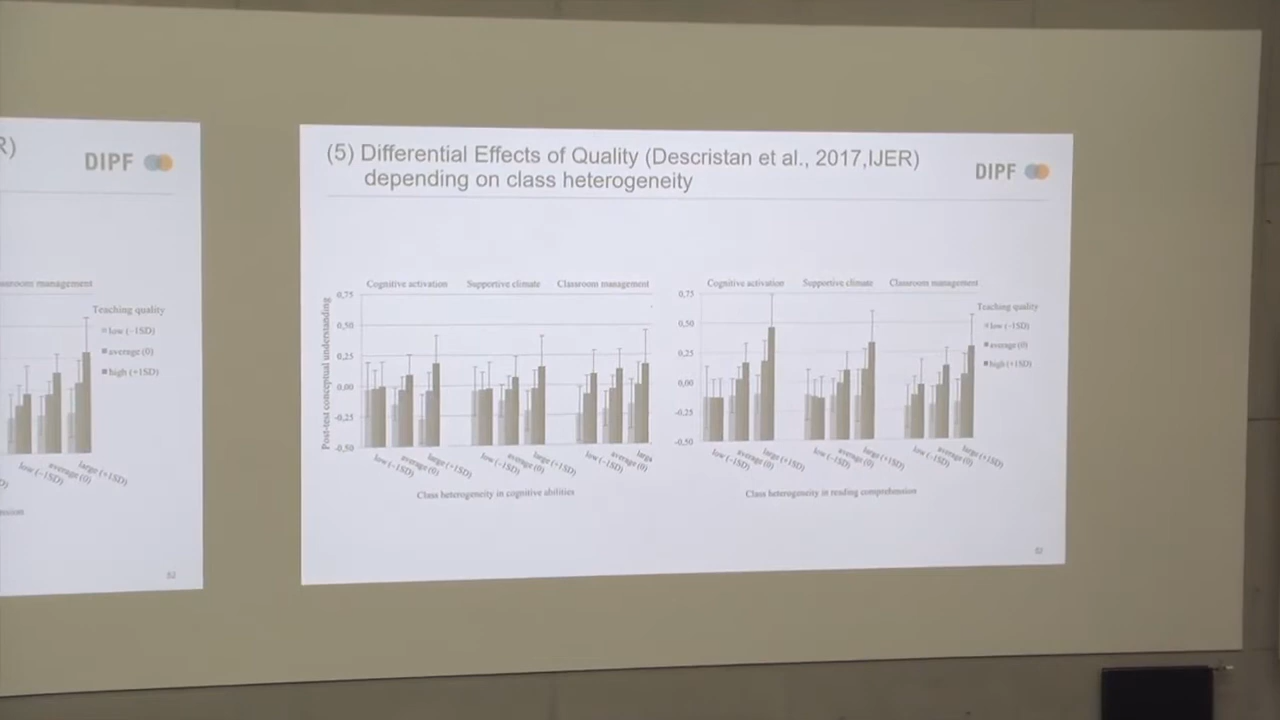 R)
DIPF
assroom management
Teaching quality
low (−1SD)
average (0)
high (+1SD)
low (−1SD)
average (0)
large (+1SD)
52
(5) Differential Effects of Quality (Descristan et al., 2017,IJER)
depending on class heterogeneity
DIPF
Cognitive activation Supportive climate Classroom management
0,75
0,50
0,25
0,00
-0,25
-0,50
Post-test conceptual understanding
low (−1SD) average (0) large (+1SD) low (−1SD) average (0) large (+1SD) low (−1SD) average (0) large
Class heterogeneity in cognitive abilities
Cognitive activation Supportive climate Classroom management
0,75
0,50
0,25
0,00
-0,25
-0,50
low (−1SD) average (0) large (+1SD) low (−1SD) average (0) large (+1SD) low (−1SD) average (0) large (+1SD)
Class heterogeneity in reading comprehension
Teaching quality
low (−1SD)
average (0)
high (+1SD)